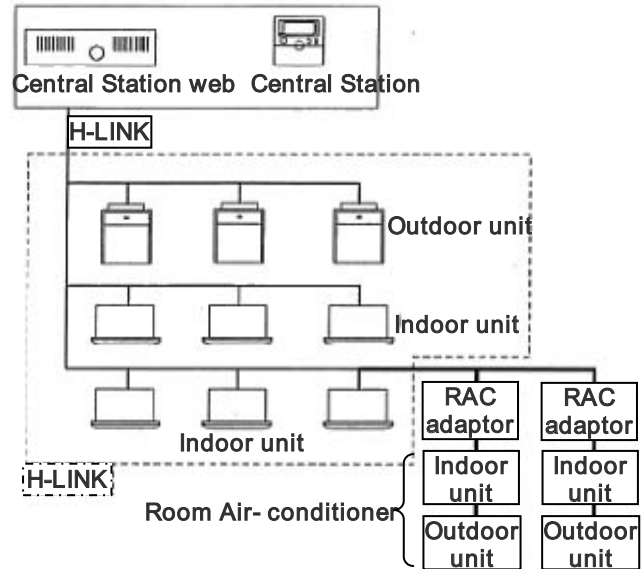 Central Station web Central Station
H-LINK
Outdoor unit
Indoor unit
Indoor unit
RAC
adaptor
RAC
adaptor
H-LINK
Room Air- conditioner
Indoor
unit
Indoor
unit
Outdoor
unit
Outdoor
unit